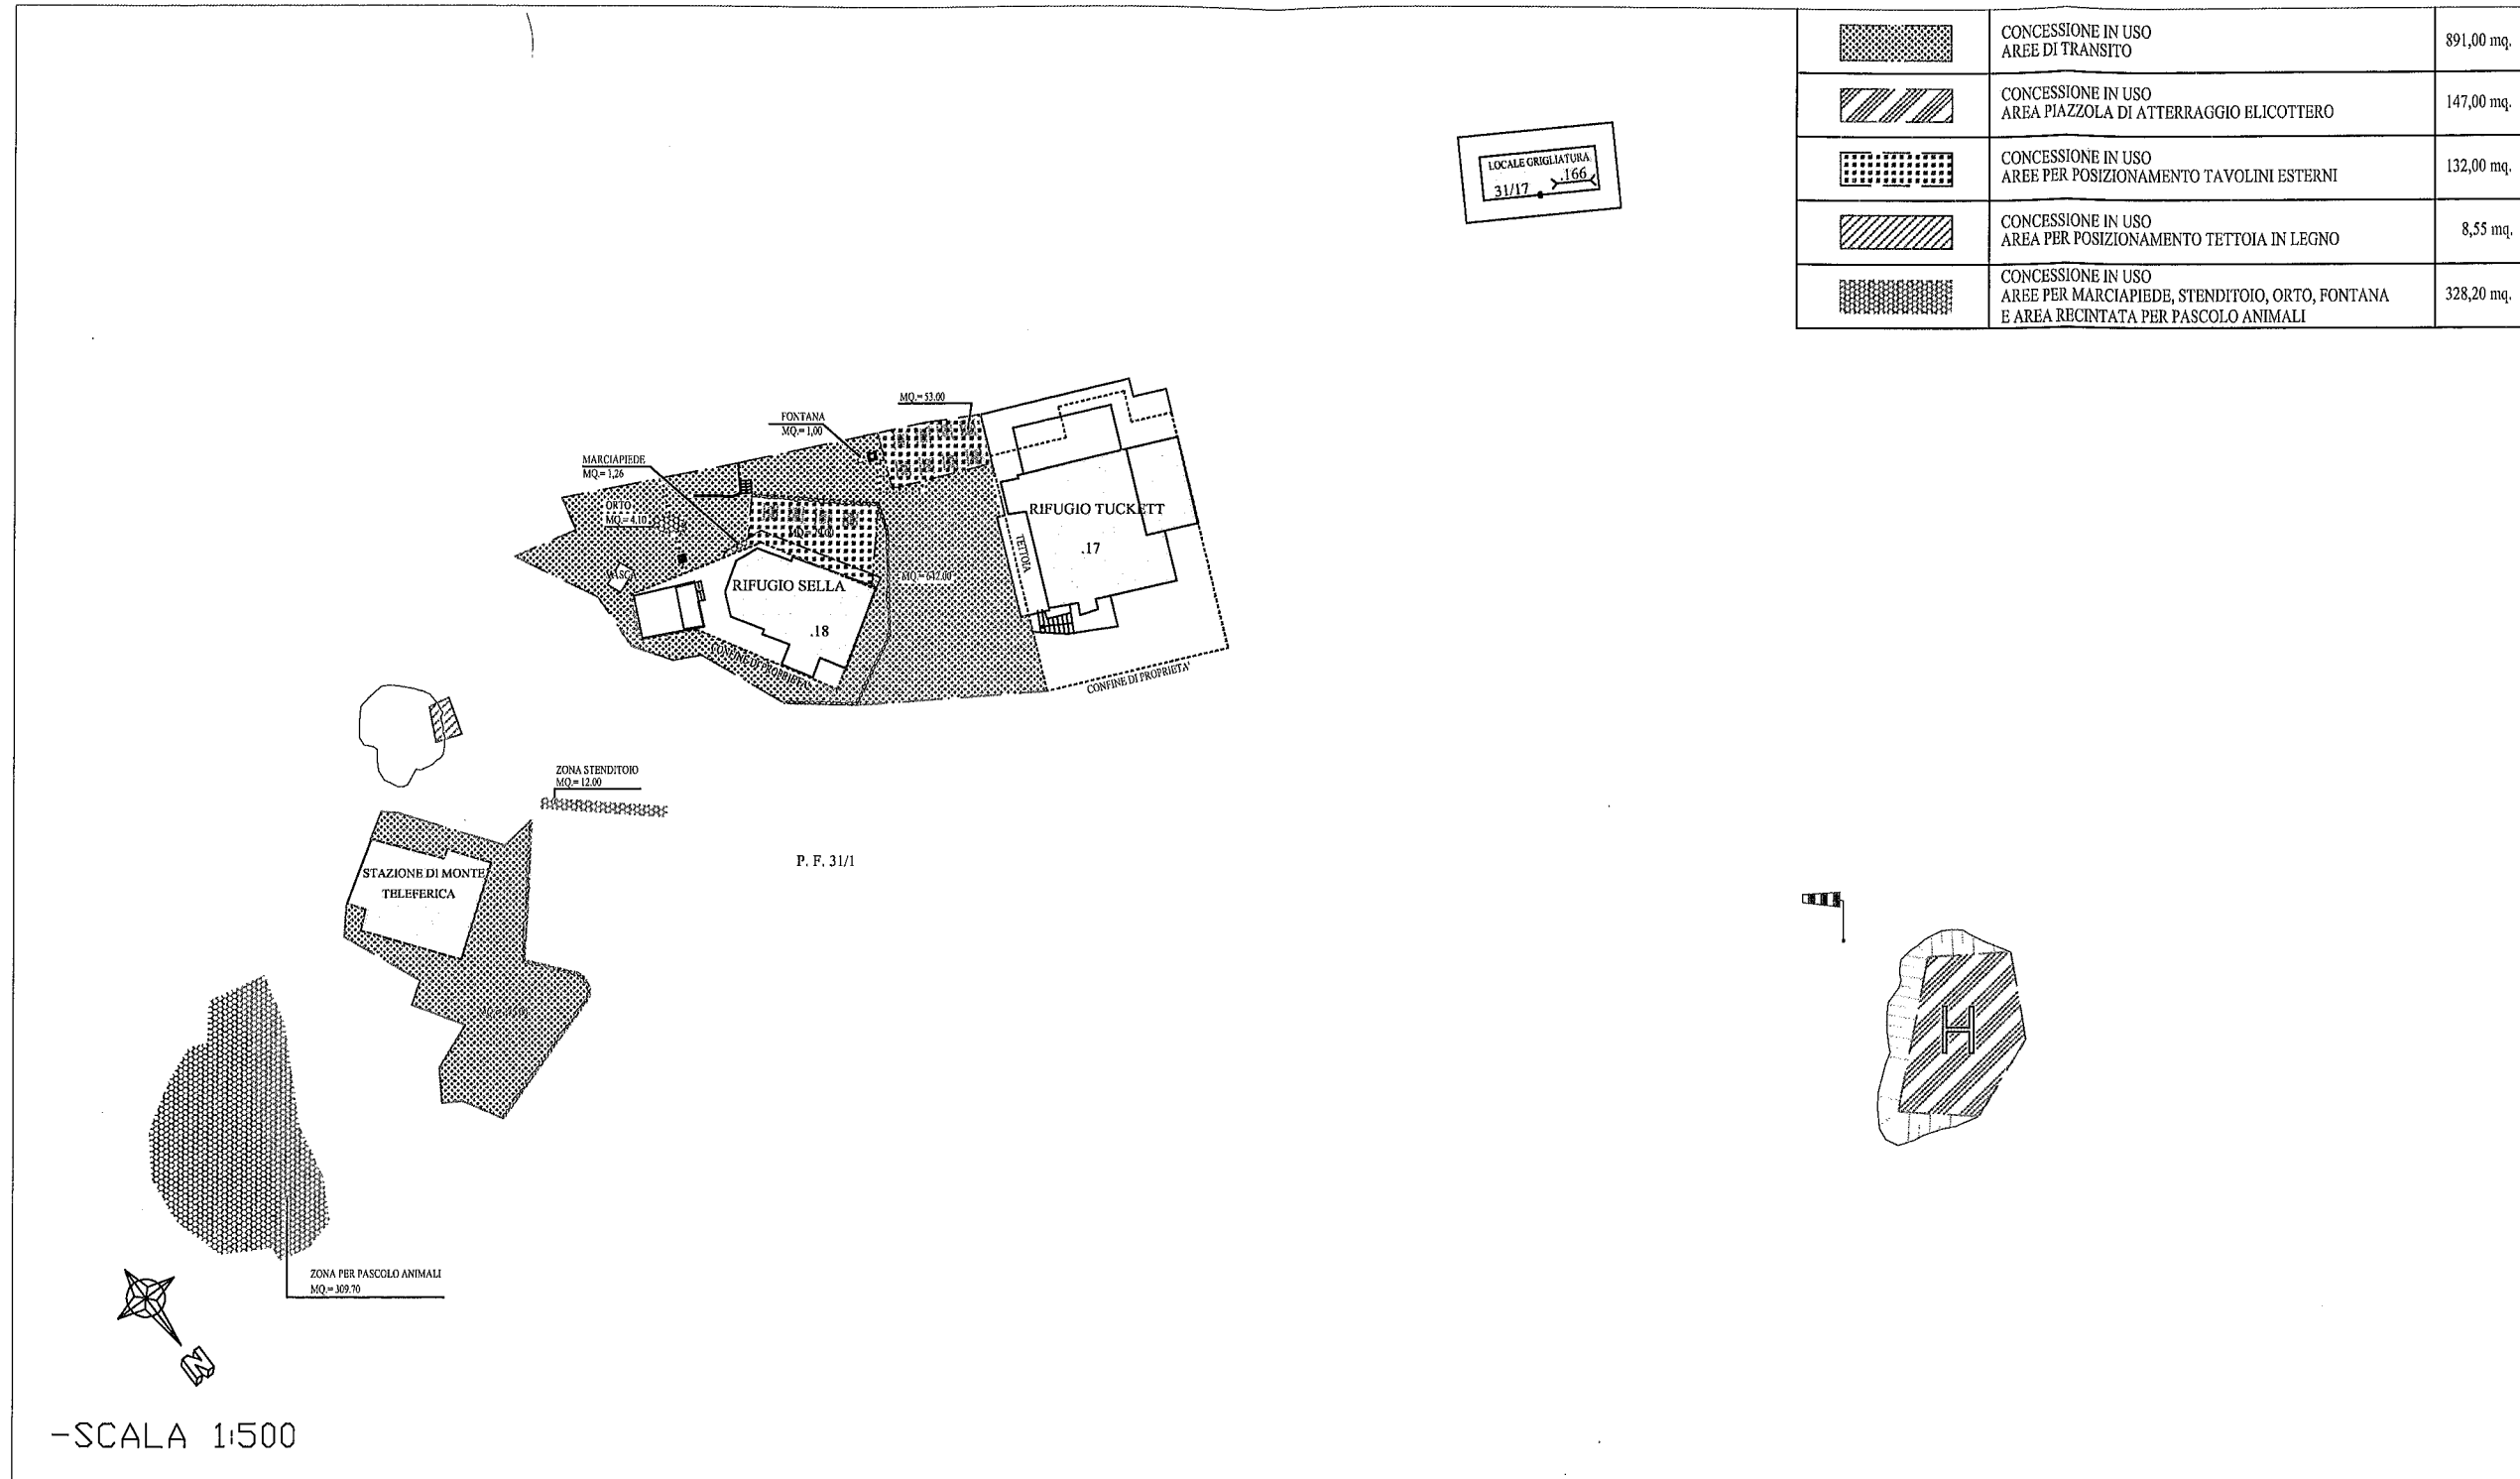 CONCESSIONE IN USO
AREE DI TRANSITO
891,00 mq.
CONCESSIONE IN USO
AREA PIAZZOLA DI ATTERRAGGIO ELICOTTERO
147,00 mq.
CONCESSIONE IN USO
AREE PER POSIZIONAMENTO TAVOLINI ESTERNI
132,00 mq.
CONCESSIONE IN USO
AREA PER POSIZIONAMENTO TETTOIA IN LEGNO
8,55 mq.
CONCESSIONE IN USO
AREE PER MARCIAPIEDE, STENDITOIO, ORTO, FONTANA
E AREA RECINTATA PER PASCOLO ANIMALI
328,20 mq.
LOCALE GRIGLIATURA
31/17
.166
MQ.= 53.00
FONTANA
MQ.= 1,00
MARCIAPIEDE
MQ.= 1,26
ORTO
MQ.= 4.10
VASCA
RIFUGIO TUCKETT
.17
TETTOIA
MQ.= 642.00
RIFUGIO SELLA
.18
CONFINE DI PROPRIETA'
CONFINE DI PROPRIETA'
ZONA STENDITOIO
MQ.= 12.00
P. F. 31/1
STAZIONE DI MONTE
TELEFERICA
H
ZONA PER PASCOLO ANIMALI
MQ.= 309.70
N
-SCALA 1:500